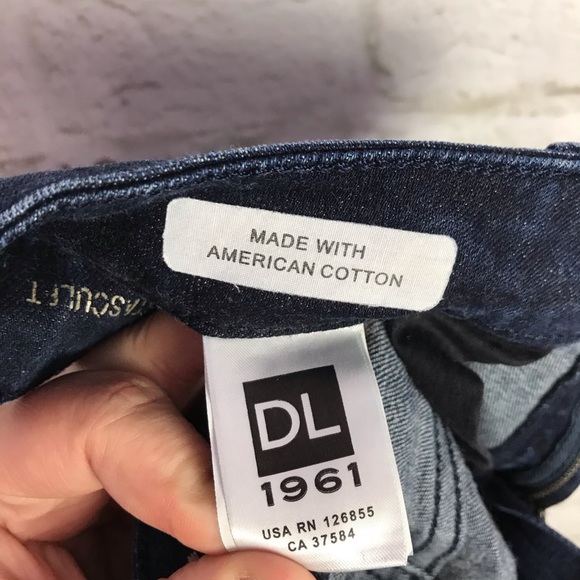 MADE WITH
AMERICAN COTTON
DL
1961
USA RN 126855
CA 37584